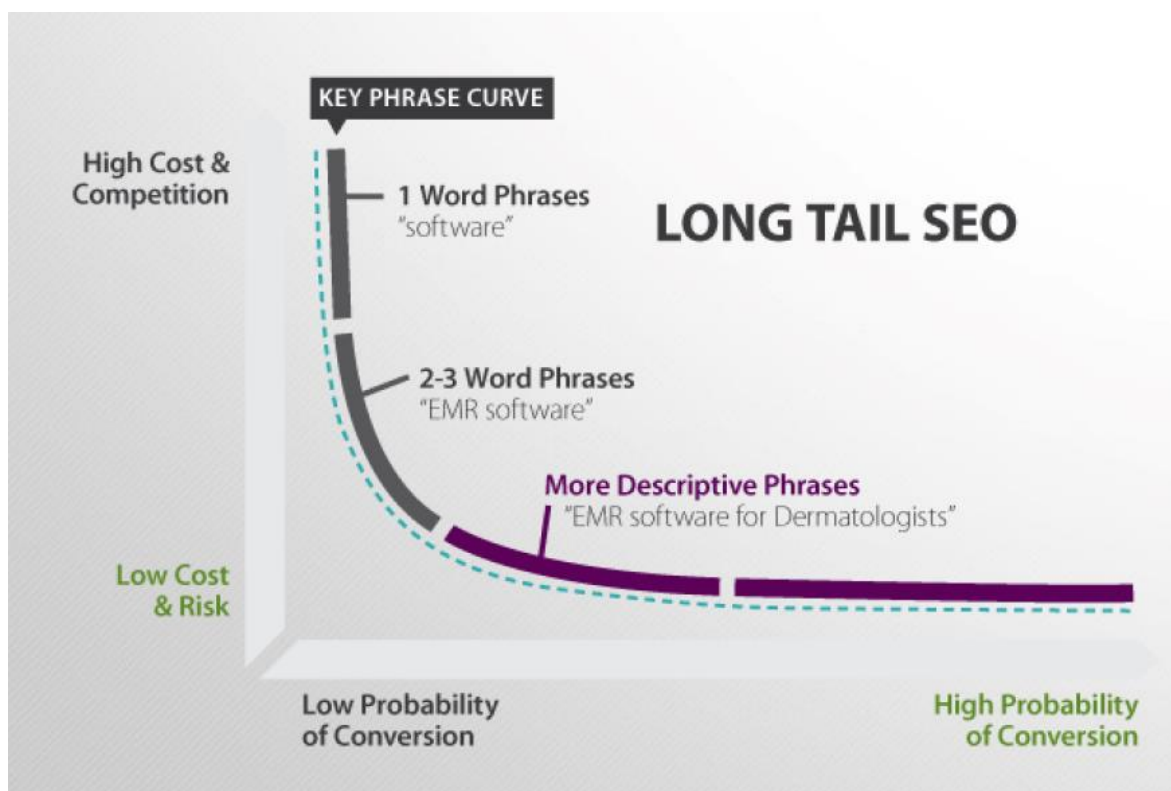 KEY PHRASE CURVE
High Cost &
Competition
1 Word Phrases
"software"
LONG TAIL SEO
2-3 Word Phrases
"EMR software"
More Descriptive Phrases
"EMR software for Dermatologists"
Low Cost
& Risk
Low Probability
of Conversion
High Probability
of Conversion